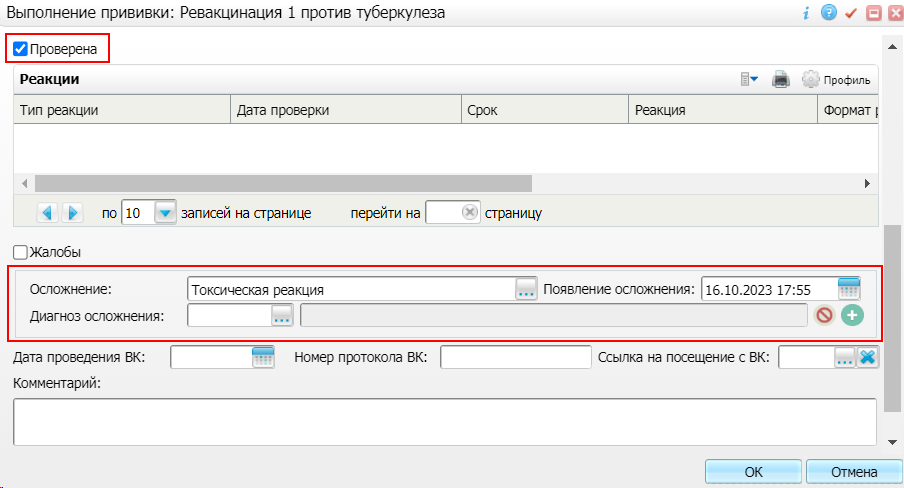 Выполнение прививки: Ревакцинация 1 против туберкулеза
Проверена
Реакции
Профиль
Тип реакции Дата проверки Срок Реакция Формат р
по 10 записей на странице перейти на страницу
Жалобы
Осложнение: Токсическая реакция ... Появление осложнения: 16.10.2023 17:55
Диагноз осложнения: ...
Дата проведения ВК: Номер протокола ВК: Ссылка на посещение с ВК: ...
Комментарий:
ОК Отмена